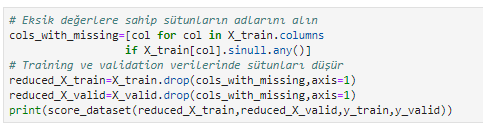 # Eksik değerlere sahip sütunların adlarını alın
cols_with_missing=[col for col in X_train.columns
if X_train[col].sinull.any()]
# Training ve validation verilerinde sütunları düşür
reduced_X_train=X_train.drop(cols_with_missing,axis=1)
reduced_X_valid=X_valid.drop(cols_with_missing,axis=1)
print(score_dataset(reduced_X_train,reduced_X_valid,y_train,y_valid))